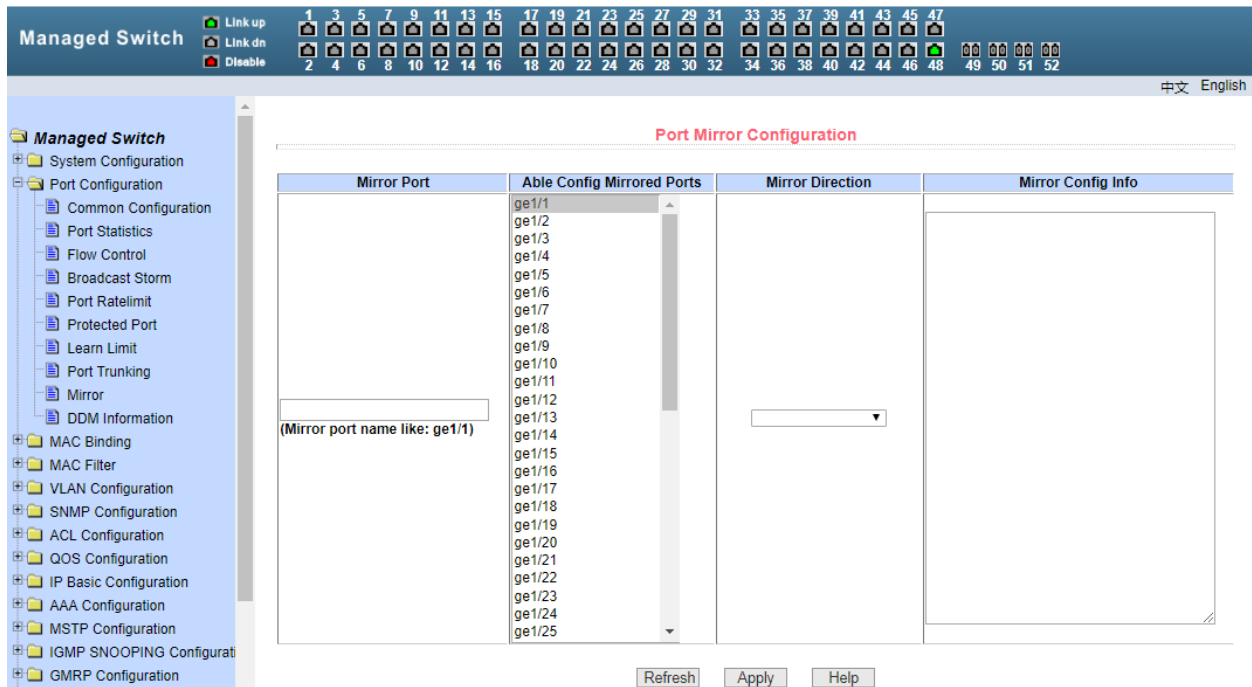 Managed Switch
Link up
Link dn
Disable
1 3 5 7 9 11 13 15 17 19 21 23 25 27 29 31 33 35 37 39 41 43 45 47
2 4 6 8 10 12 14 16 18 20 22 24 26 28 30 32 34 36 38 40 42 44 46 48 49 50 51 52
中文 English
Managed Switch
System Configuration
Port Configuration
Common Configuration
Port Statistics
Flow Control
Broadcast Storm
Port Ratelimit
Protected Port
Learn Limit
Port Trunking
Mirror
DDM Information
MAC Binding
MAC Filter
VLAN Configuration
SNMP Configuration
ACL Configuration
QOS Configuration
IP Basic Configuration
AAA Configuration
MSTP Configuration
IGMP SNOOPING Configurati
GMRP Configuration
Port Mirror Configuration
Mirror Port
Able Config Mirrored Ports
Mirror Direction
Mirror Config Info
(Mirror port name like: ge1/1)
ge1/1
ge1/2
ge1/3
ge1/4
ge1/5
ge1/6
ge1/7
ge1/8
ge1/9
ge1/10
ge1/11
ge1/12
ge1/13
ge1/14
ge1/15
ge1/16
ge1/17
ge1/18
ge1/19
ge1/20
ge1/21
ge1/22
ge1/23
ge1/24
ge1/25
Refresh
Apply
Help